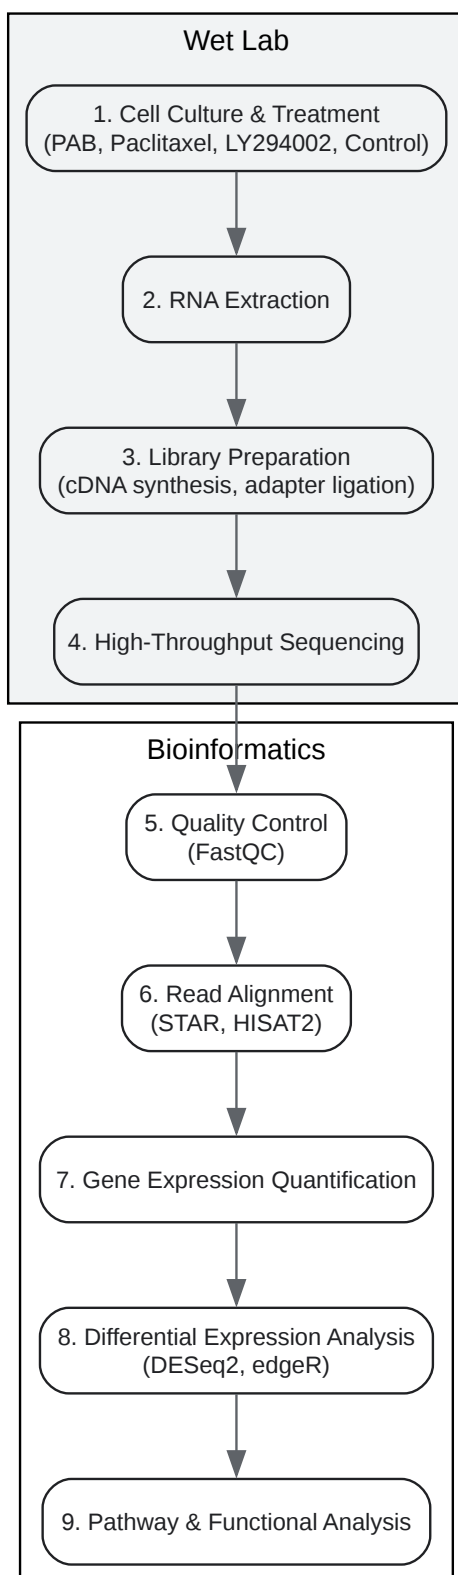 Wet Lab
1. Cell Culture & Treatment
(PAB, Paclitaxel, LY294002, Control)
2. RNA Extraction
3. Library Preparation
(cDNA synthesis, adapter ligation)
4. High-Throughput Sequencing
Bioinformatics
5. Quality Control
(FastQC)
6. Read Alignment
(STAR, HISAT2)
7. Gene Expression Quantification
8. Differential Expression Analysis
(DESeq2, edgeR)
9. Pathway & Functional Analysis